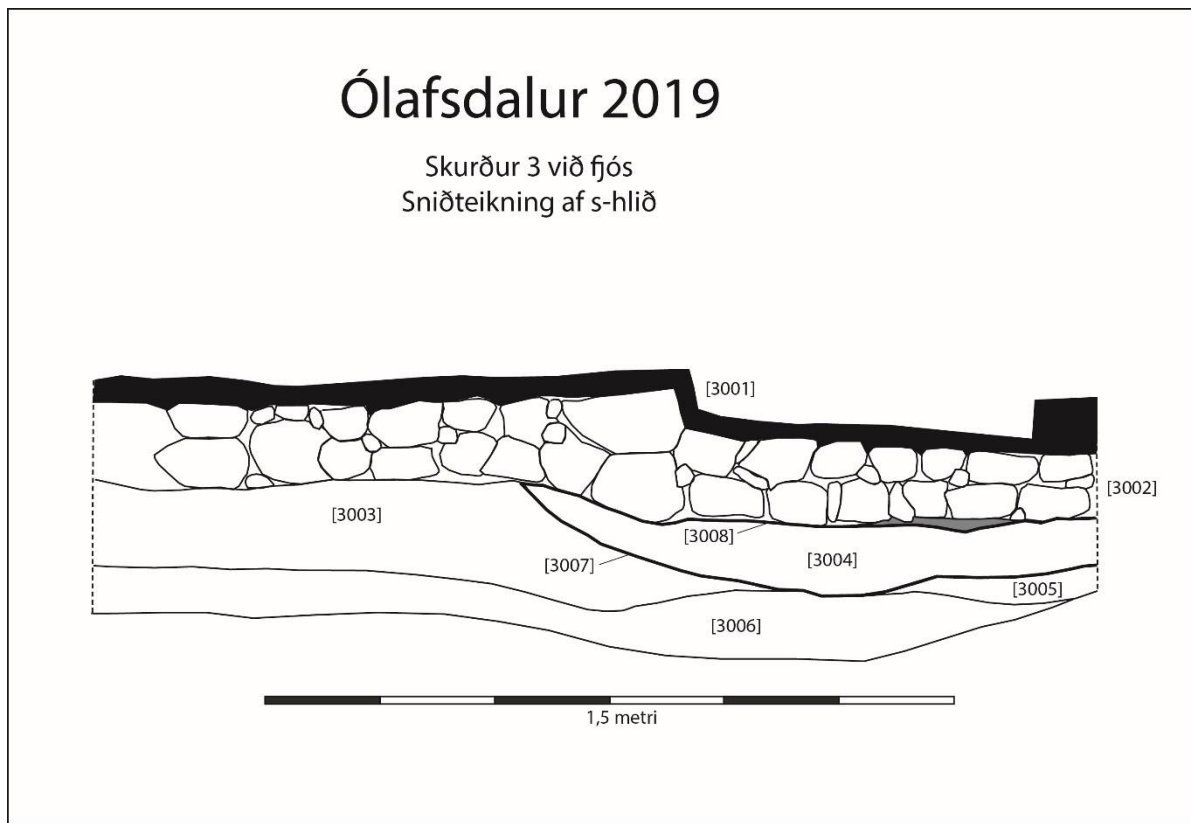 Ólafsdalur 2019
Skurður 3 við fjós
Sniðteikning af s-hlið
[3001]
[3002]
[3003]
[3008]
[3004]
[3007]
[3005]
[3006]
1,5 metri